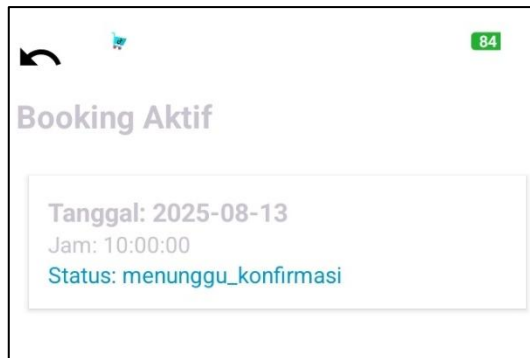 84
Booking Aktif
Tanggal: 2025-08-13
Jam: 10:00:00
Status: menunggu_konfirmasi